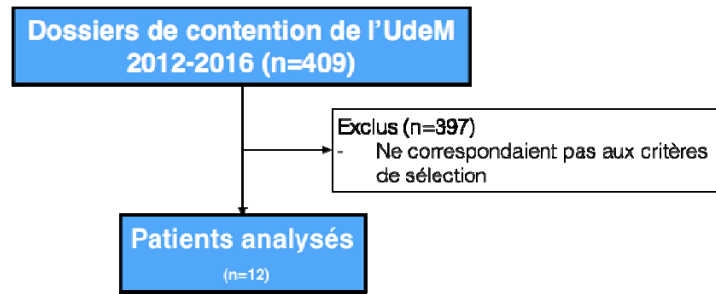 Dossiers de contention de l'UdeM
2012-2016 (n=409)
Exclus (n=397)
- Ne correspondaient pas aux critères
de sélection
Patients analysés
(n=12)